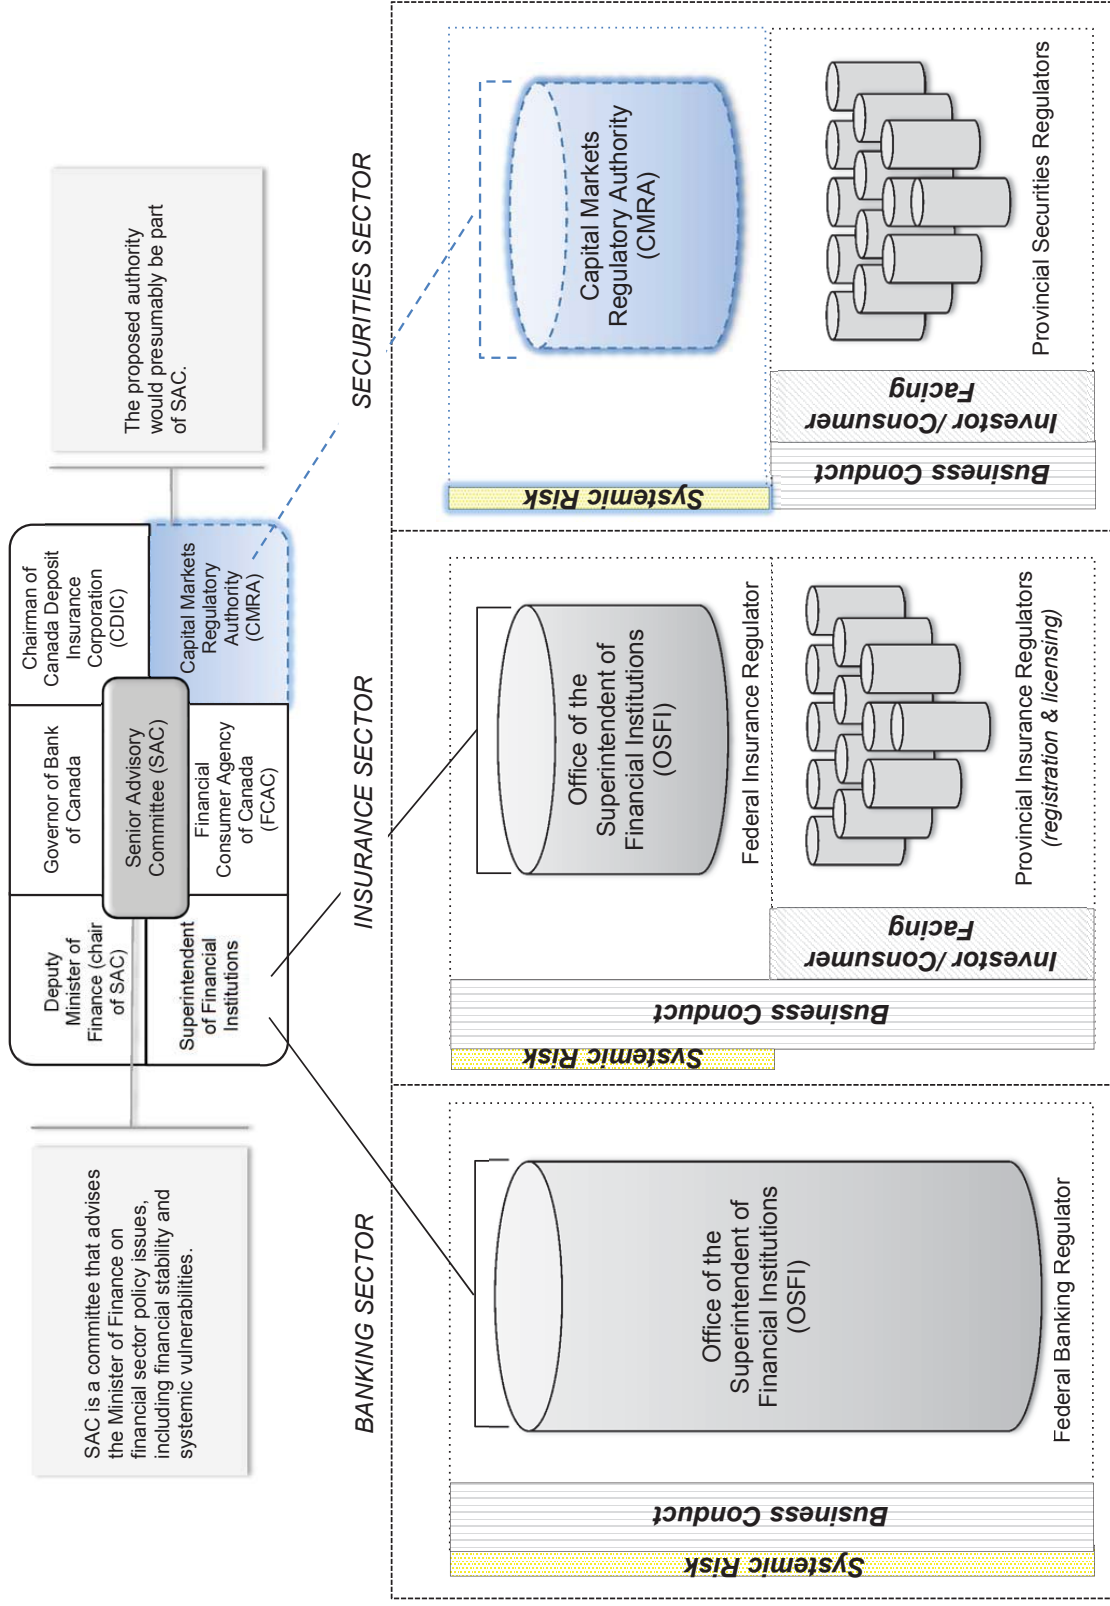 SAC is a committee that advises
the Minister of Finance on
financial sector policy issues,
including financial stability and
systemic vulnerabilities.
Deputy
Minister of
Finance (chair
of SAC)
Governor of Bank
of Canada
Chairman of
Canada Deposit
Insurance
Corporation
(CDIC)
Senior Advisory
Committee (SAC)
Superintendent
of Financial
Institutions
Financial
Consumer Agency
of Canada
(FCAC)
Capital Markets
Regulatory
Authority
(CMRA)
The proposed authority
would presumably be part
of SAC.
BANKING SECTOR
INSURANCE SECTOR
SECURITIES SECTOR
Systemic Risk
Business Conduct
Office of the
Superintendent of
Financial Institutions
(OSFI)
Federal Banking Regulator
Systemic Risk
Business Conduct
Office of the
Superintendent of
Financial Institutions
(OSFI)
Federal Insurance Regulator
Investor/Consumer
Facing
Provincial Insurance Regulators
(registration & licensing)
Systemic Risk
Capital Markets
Regulatory Authority
(CMRA)
Business Conduct
Investor/Consumer
Facing
Provincial Securities Regulators